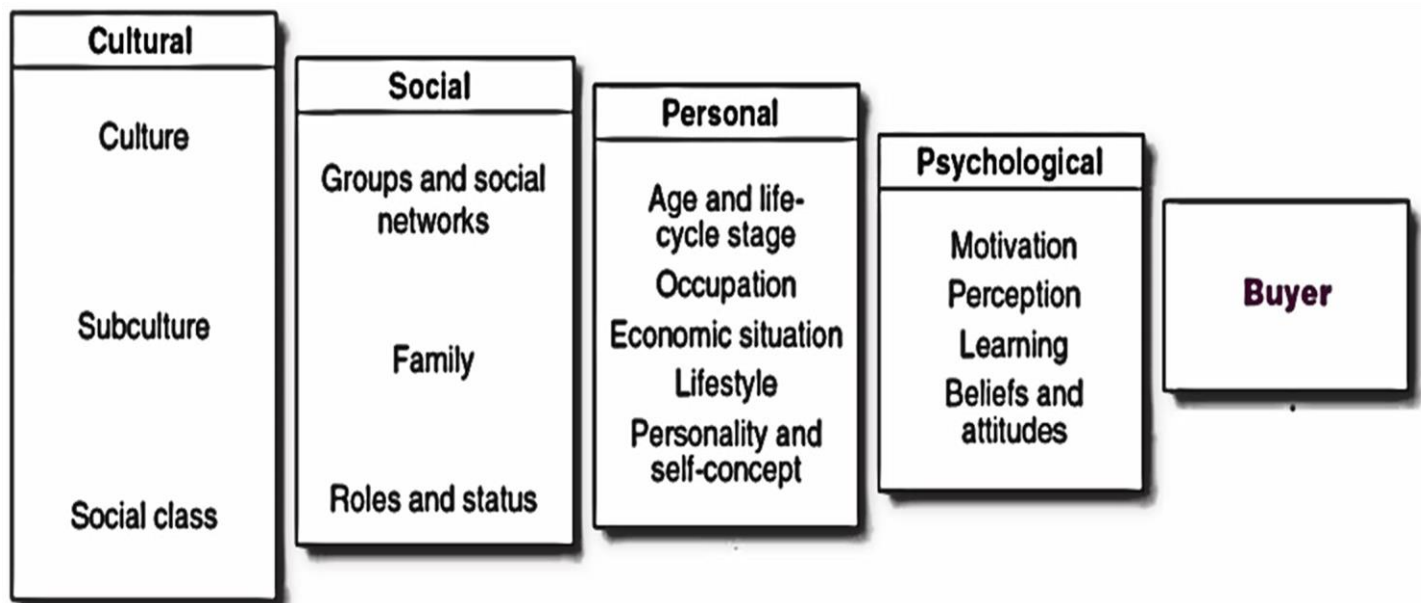 Cultural
Culture
Subculture
Social class
Social
Groups and social
networks
Family
Roles and status
Personal
Age and life-
cycle stage
Occupation
Economic situation
Lifestyle
Personality and
self-concept
Psychological
Motivation
Perception
Learning
Beliefs and
attitudes
Buyer